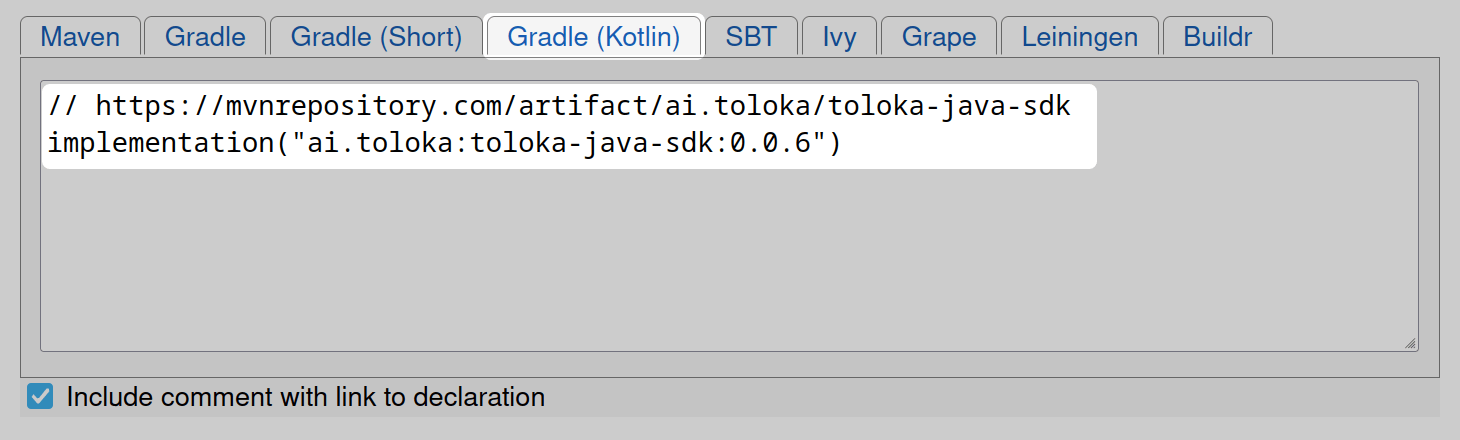 Maven Gradle Gradle (Short) Gradle (Kotlin) SBT Ivy Grape Leiningen Buildr
// https://mvnrepository.com/artifact/ai.toloka/toloka-java-sdk
implementation("ai.toloka:toloka-java-sdk:0.0.6")
Include comment with link to declaration